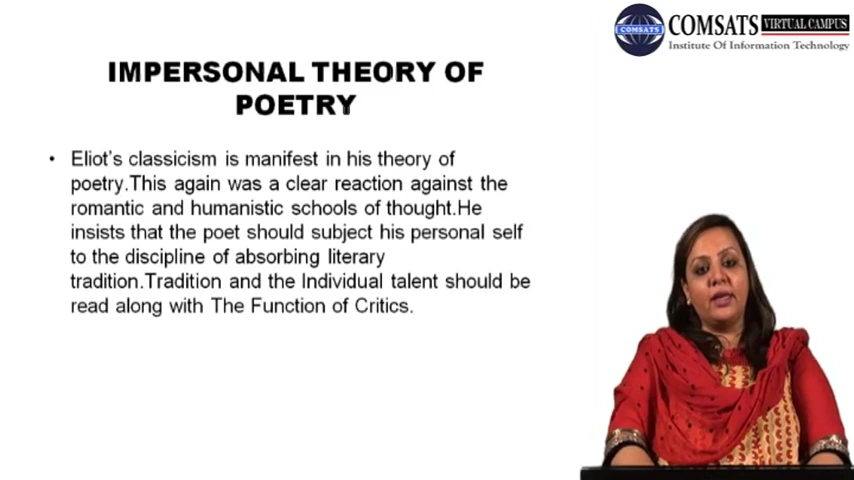 COMSATS
COMSATS VIRTUAL CAMPUS
Institute Of Information Technology
IMPERSONAL THEORY OF
POETRY
• Eliot's classicism is manifest in his theory of
poetry.This again was a clear reaction against the
romantic and humanistic schools of thought.He
insists that the poet should subject his personal self
to the discipline of absorbing literary
tradition.Tradition and the Individual talent should be
read along with The Function of Critics.